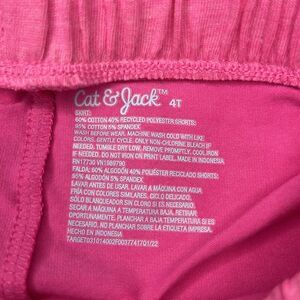 Cat & Jack™ 4T
SKIRT:
60% COTTON 40% RECYCLED POLYESTER SHORTS:
95% COTTON 5% SPANDEX
WASH BEFORE WEAR. MACHINE WASH COLD WITH LIKE
COLORS, GENTLE CYCLE. ONLY NON-CHLORINE BLEACH IF
NEEDED. TUMBLE DRY LOW. REMOVE PROMPTLY. COOL IRON
IF NEEDED. DO NOT IRON ON PRINT LABEL. MADE IN INDONESIA
RN17730 VN1989790
FALDA: 60% ALGODÓN 40% POLIÉSTER RECICLADO SHORTS:
95% ALGODÓN 5% SPANDEX
LAVAR ANTES DE USAR. LAVAR A MÁQUINA CON AGUA
FRÍA CON COLORES SIMILARES, CICLO DELICADO. USAR
SÓLO BLANQUEADOR SIN CLORO SI ES NECESARIO.
SECAR A MÁQUINA A TEMPERATURA BAJA. RETIRAR
OPORTUNAMENTE. PLANCHAR A BAJA TEMPERATURA SI ES
NECESARIO. NO PLANCHAR SOBRE LA ETIQUETA IMPRESA
HECHO EN INDONESIA